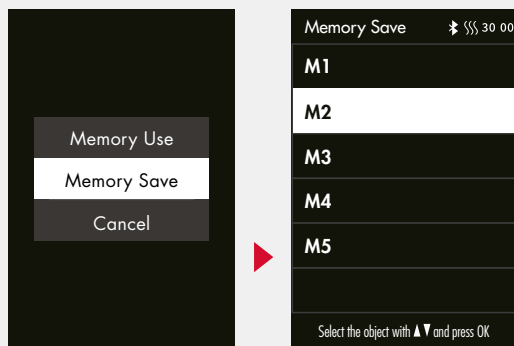 Memory Use
Memory Save
Cancel
Memory Save 30 00
M1
M2
M3
M4
M5
Select the object with ▲▼ and press OK